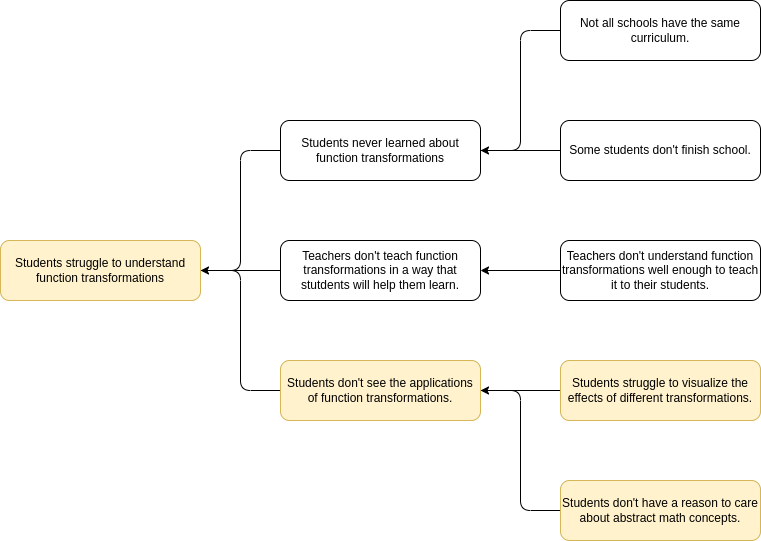 Not all schools have the same
curriculum.
Students never learned about
function transformations
Some students don't finish school.
Students struggle to understand
function transformations
Teachers don't teach function
transformations in a way that
stutdents will help them learn.
Teachers don't understand function
transformations well enough to teach
it to their students.
Students don't see the applications
of function transformations.
Students struggle to visualize the
effects of different transformations.
Students don't have a reason to care
about abstract math concepts.